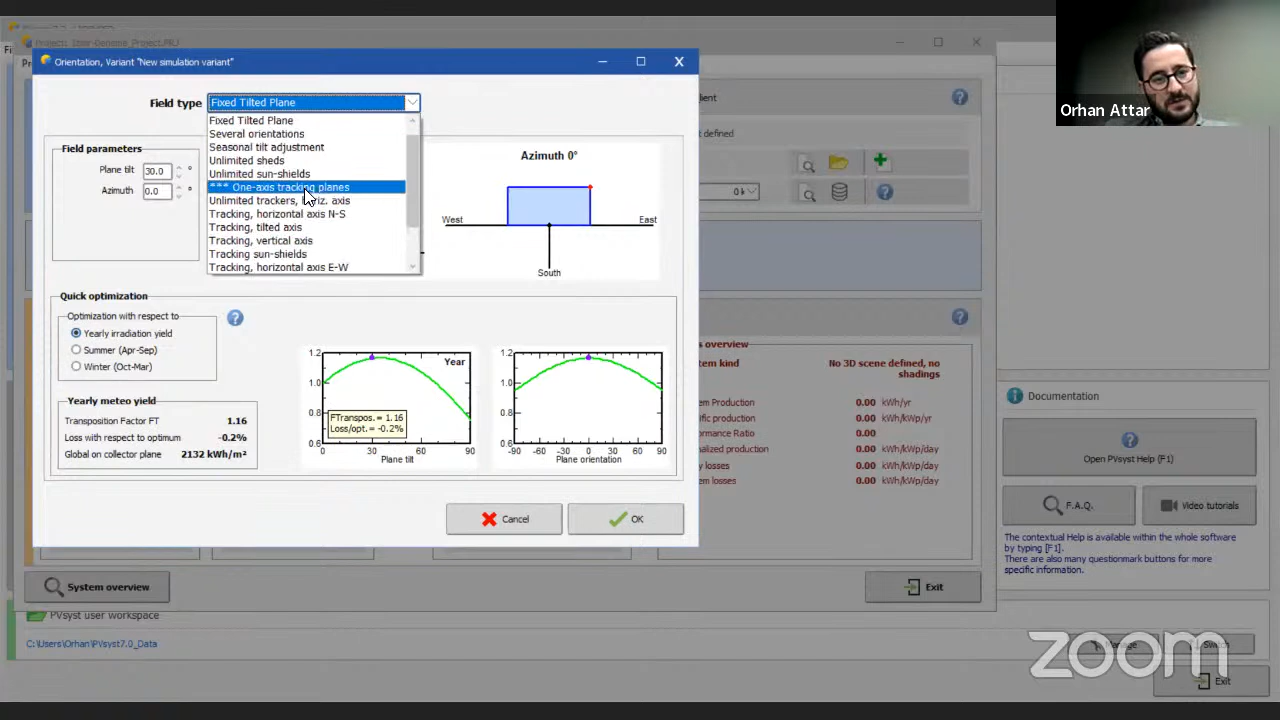 Project: Izmir-Deneme_Project.PRJ
Orientation, Variant "New simulation variant"
Orhan Attar
Field type
Fixed Tilted Plane
Fixed Tilted Plane
Several orientations
Seasonal tilt adjustment
Unlimited sheds
Unlimited sun-shields
*** One-axis tracking planes
Unlimited trackers, axis
Tracking, horizontal axis N-S
Tracking, tilted axis
Tracking, vertical axis
Tracking sun-shields
Tracking, horizontal axis E-W
Field parameters
Plane tilt 30.0 °
Azimuth 0.0 °
Azimuth 0°
West
East
South
Quick optimization
Optimization with respect to
Yearly irradiation yield
Summer (Apr-Sep)
Winter (Oct-Mar)
Yearly meteo yield
Transposition Factor FT 1.16
Loss with respect to optimum -0.2%
Global on collector plane 2132 kWh/m²
1.2
1.0
0.8
0.6
Year
FTranspos.= 1.16
Loss/opt.= -0.2%
0 30 60 90
Plane tilt
1.2
1.0
0.8
0.6
-90 -60 -30 0 30 60 90
Plane orientation
Cancel
OK
No 3D scene defined, no
shadings
0.00 kWh/yr
0.00 kWh/kWp/yr
0.00
0.00 kWh/kWp/day
0.00 kWh/kWp/day
0.00 kWh/kWp/day
System overview
Exit
Documentation
Open PVsyst Help (F1)
F.A.Q.
Video tutorials
The contextual Help is available within the whole software
by typing [F1].
There are also many questionmark buttons for more
specific information.
PVsyst user workspace
C:\Users\Orhan\PVsyst7.0_Data
Manage
Switch
Exit
zoom